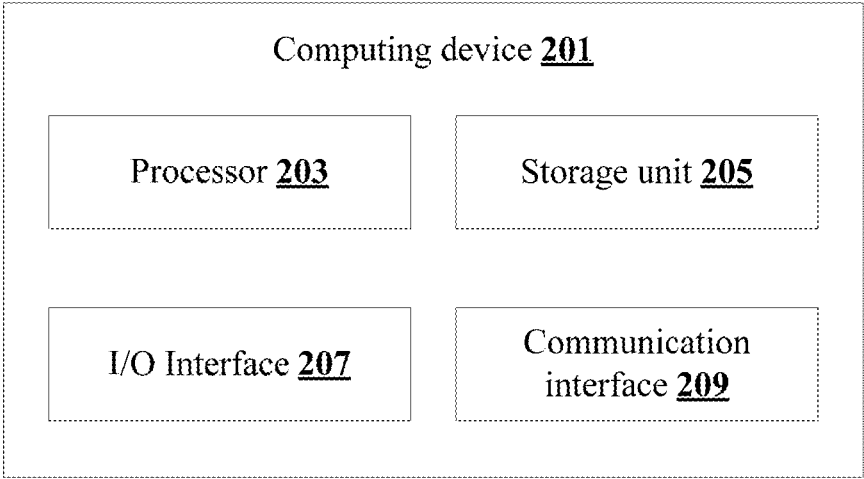 Computing device 201
Processor 203
Storage unit 205
I/O Interface 207
Communication
interface 209